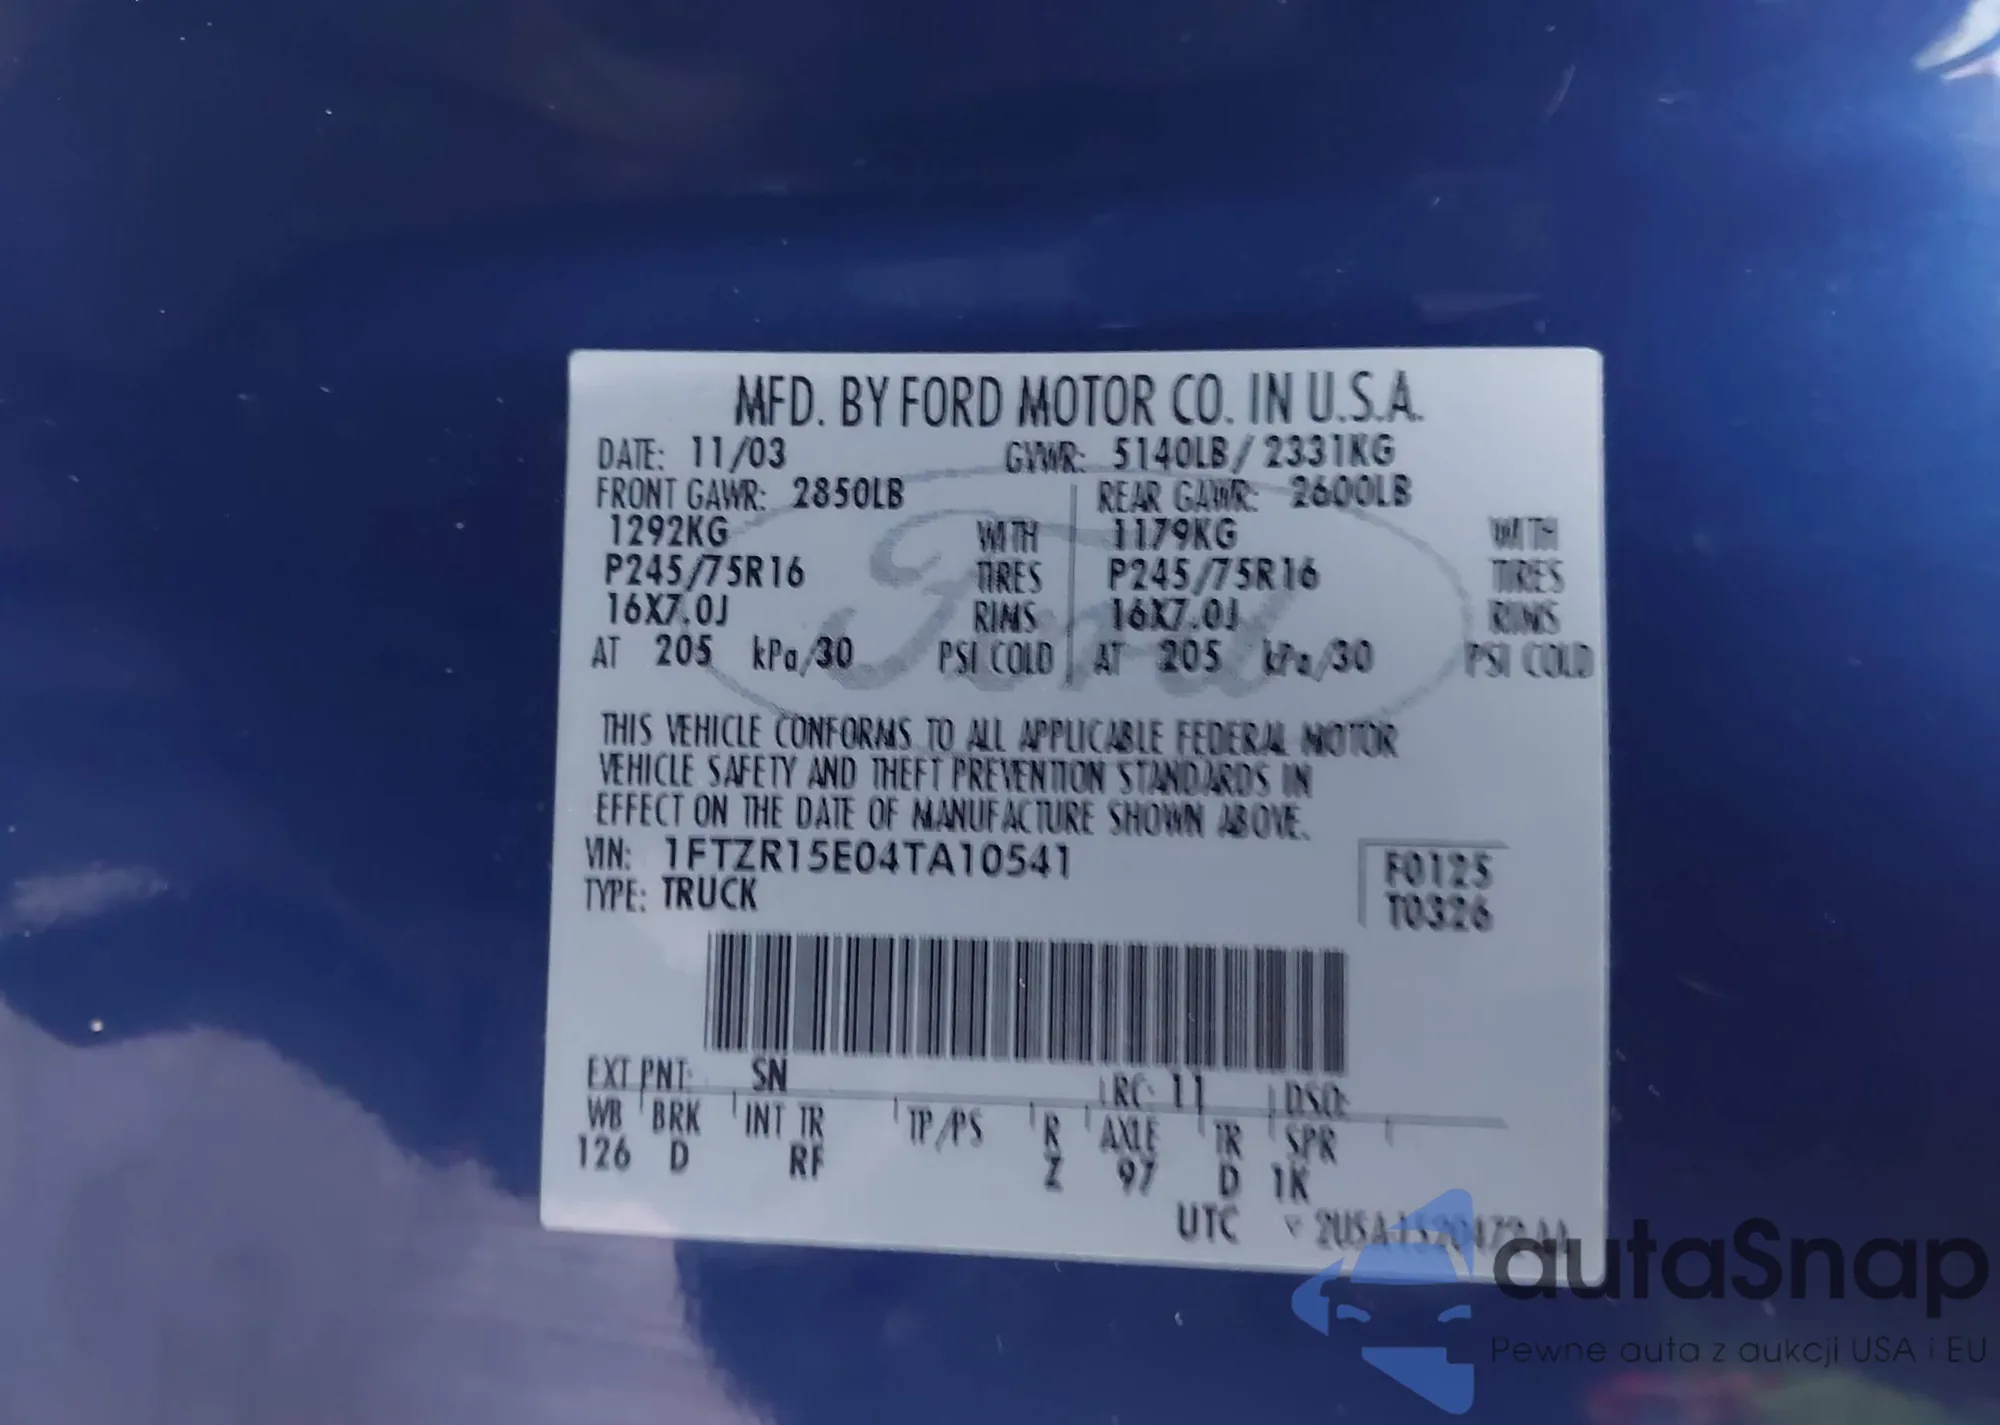 MFD. BY FORD MOTOR CO. IN U.S.A.
DATE: 11/03 GVWR: 5140LB/ 2331KG
FRONT GAWR: 2850LB REAR GAWR: 2600LB
1292KG WITH 1179KG WITH
P245/75R16 TIRES P245/75R16 TIRES
16X7.0J RIMS 16X7.0J RIMS
AT 205 kPa/30 PSI COLD AT 205 kPa/30 PSI COLD
Ford
THIS VEHICLE CONFORMS TO ALL APPLICABLE FEDERAL MOTOR
VEHICLE SAFETY AND THEFT PREVENTION STANDARDS IN
EFFECT ON THE DATE OF MANUFACTURE SHOWN ABOVE.
VIN: 1FTZR15E04TA10541
TYPE: TRUCK
F0125
T0326
EXT PNT: SN RC: 11 DSO:
WB BRK INT TR TP/PS R AXLE TR SPR
126 D RF Z 97 D 1K
UTC
autaSnap
Pewne auta z aukcji USA i EU